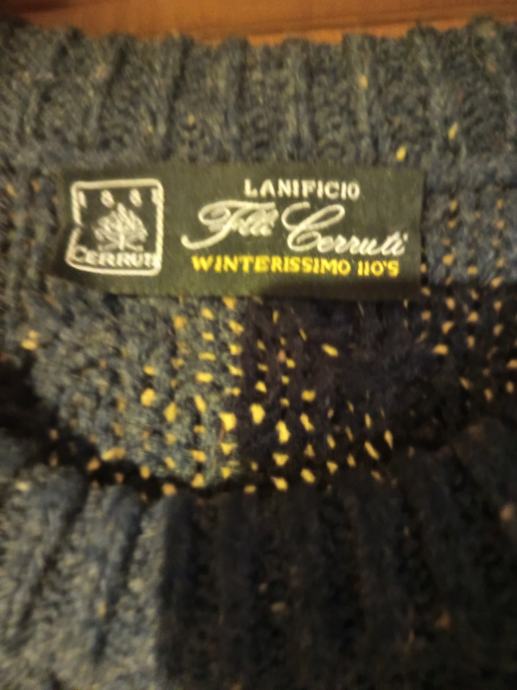 1881
CERRUTI
LANIFICIO
Flli Cerruti
WINTERISSIMO 110'S